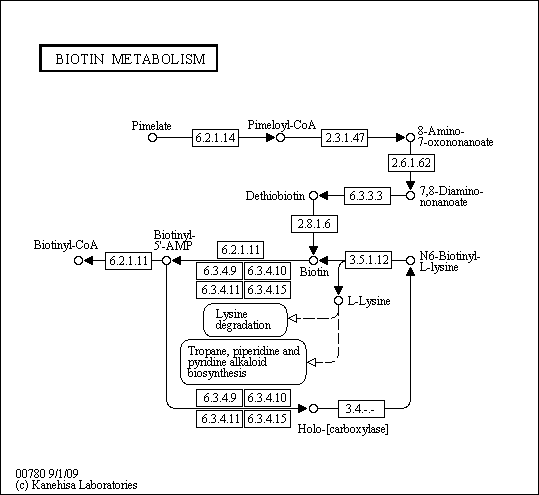 BIOTIN METABOLISM
Pimelate
6.2.1.14
Pimeloyl-CoA
2.3.1.47
8-Amino-
7-oxononanoate
2.6.1.62
Dethiobiotin
6.3.3.3
7,8-Diamino-
nonanoate
2.8.1.6
Biotinyl-CoA
6.2.1.11
Biotinyl-
5'-AMP
6.2.1.11
6.3.4.9
6.3.4.10
6.3.4.11
6.3.4.15
Biotin
3.5.1.12
N6-Biotinyl-
L-lysine
L-Lysine
Lysine
degradation
Tropane, piperidine and
pyridine alkaloid
biosynthesis
6.3.4.9
6.3.4.10
6.3.4.11
6.3.4.15
3.4.-.-
Holo-[carboxylase]
00780 9/1/09
(c) Kanehisa Laboratories